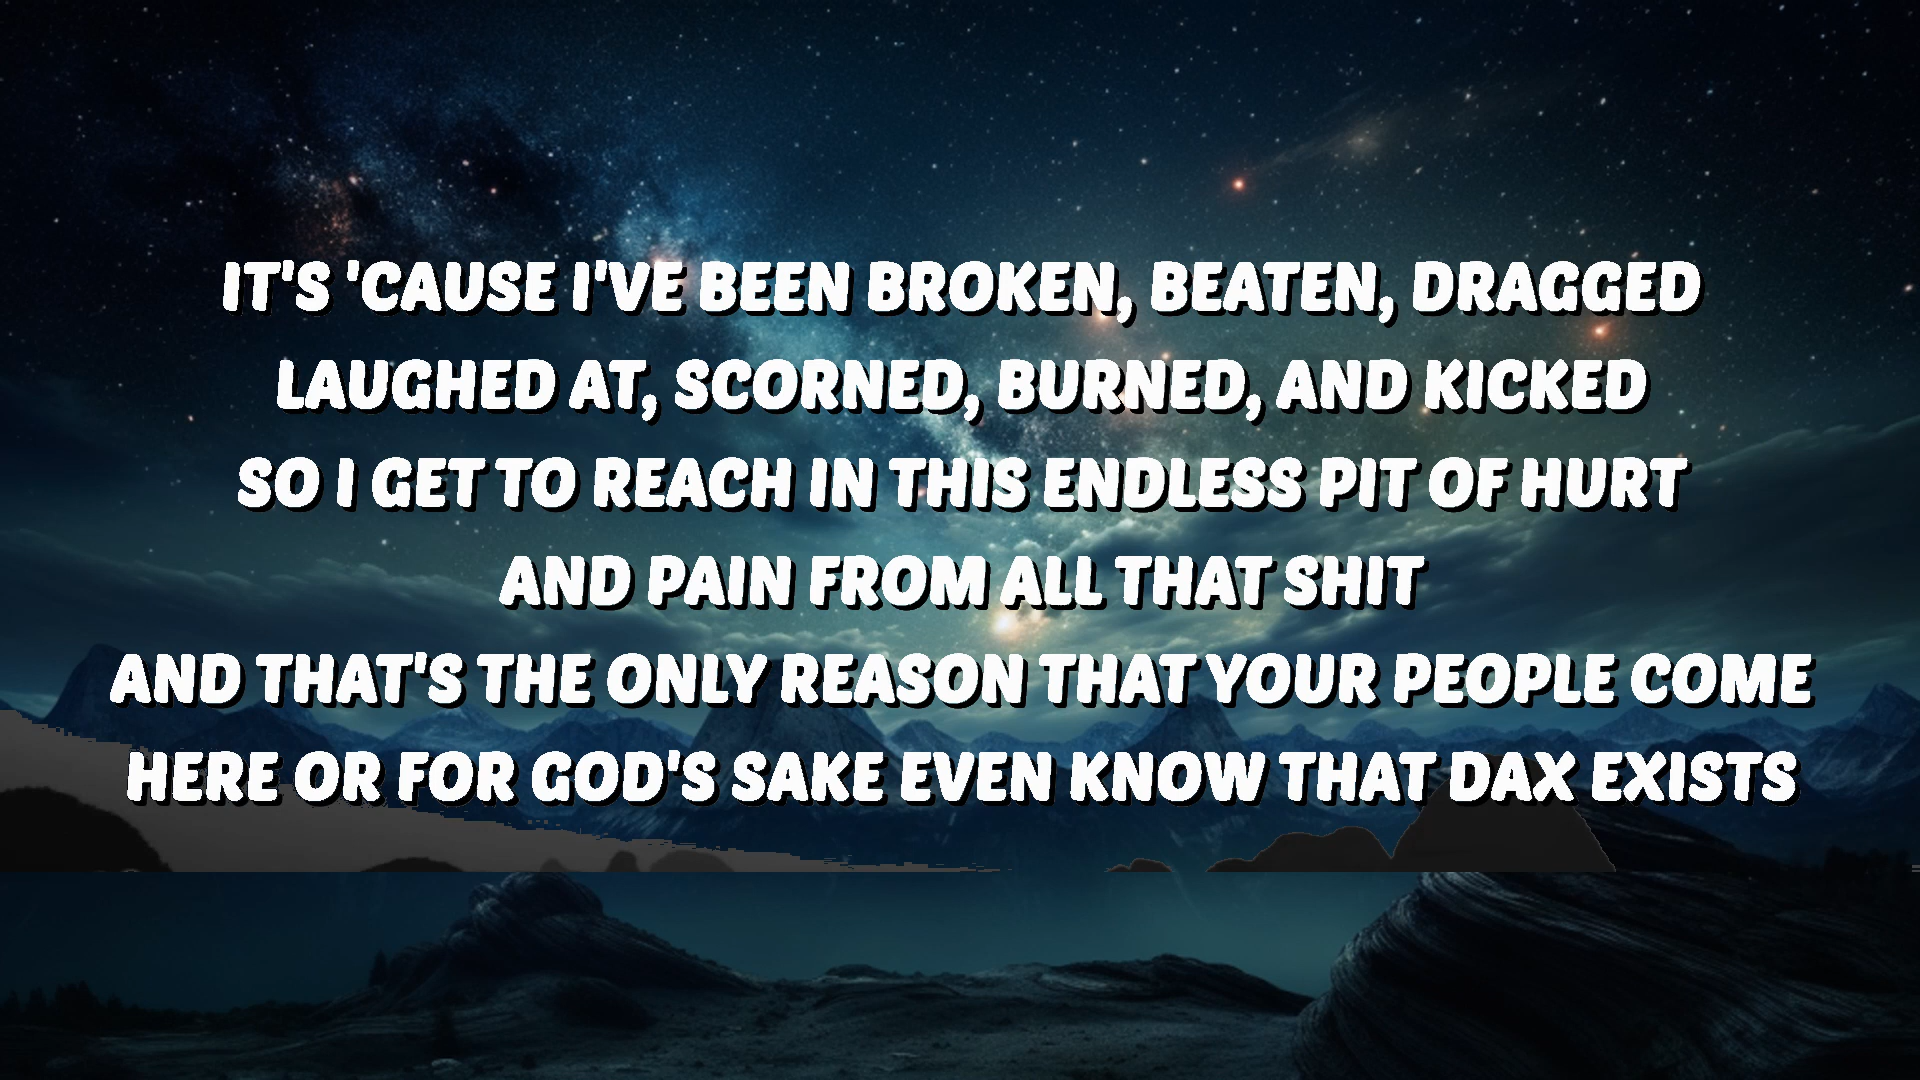 IT'S 'CAUSE I'VE BEEN BROKEN, BEATEN, DRAGGED
LAUGHED AT, SCORNED, BURNED, AND KICKED
SO I GET TO REACH IN THIS ENDLESS PIT OF HURT
AND PAIN FROM ALL THAT SHIT
AND THAT'S THE ONLY REASON THAT YOUR PEOPLE COME
HERE OR FOR GOD'S SAKE EVEN KNOW THAT DAX EXISTS